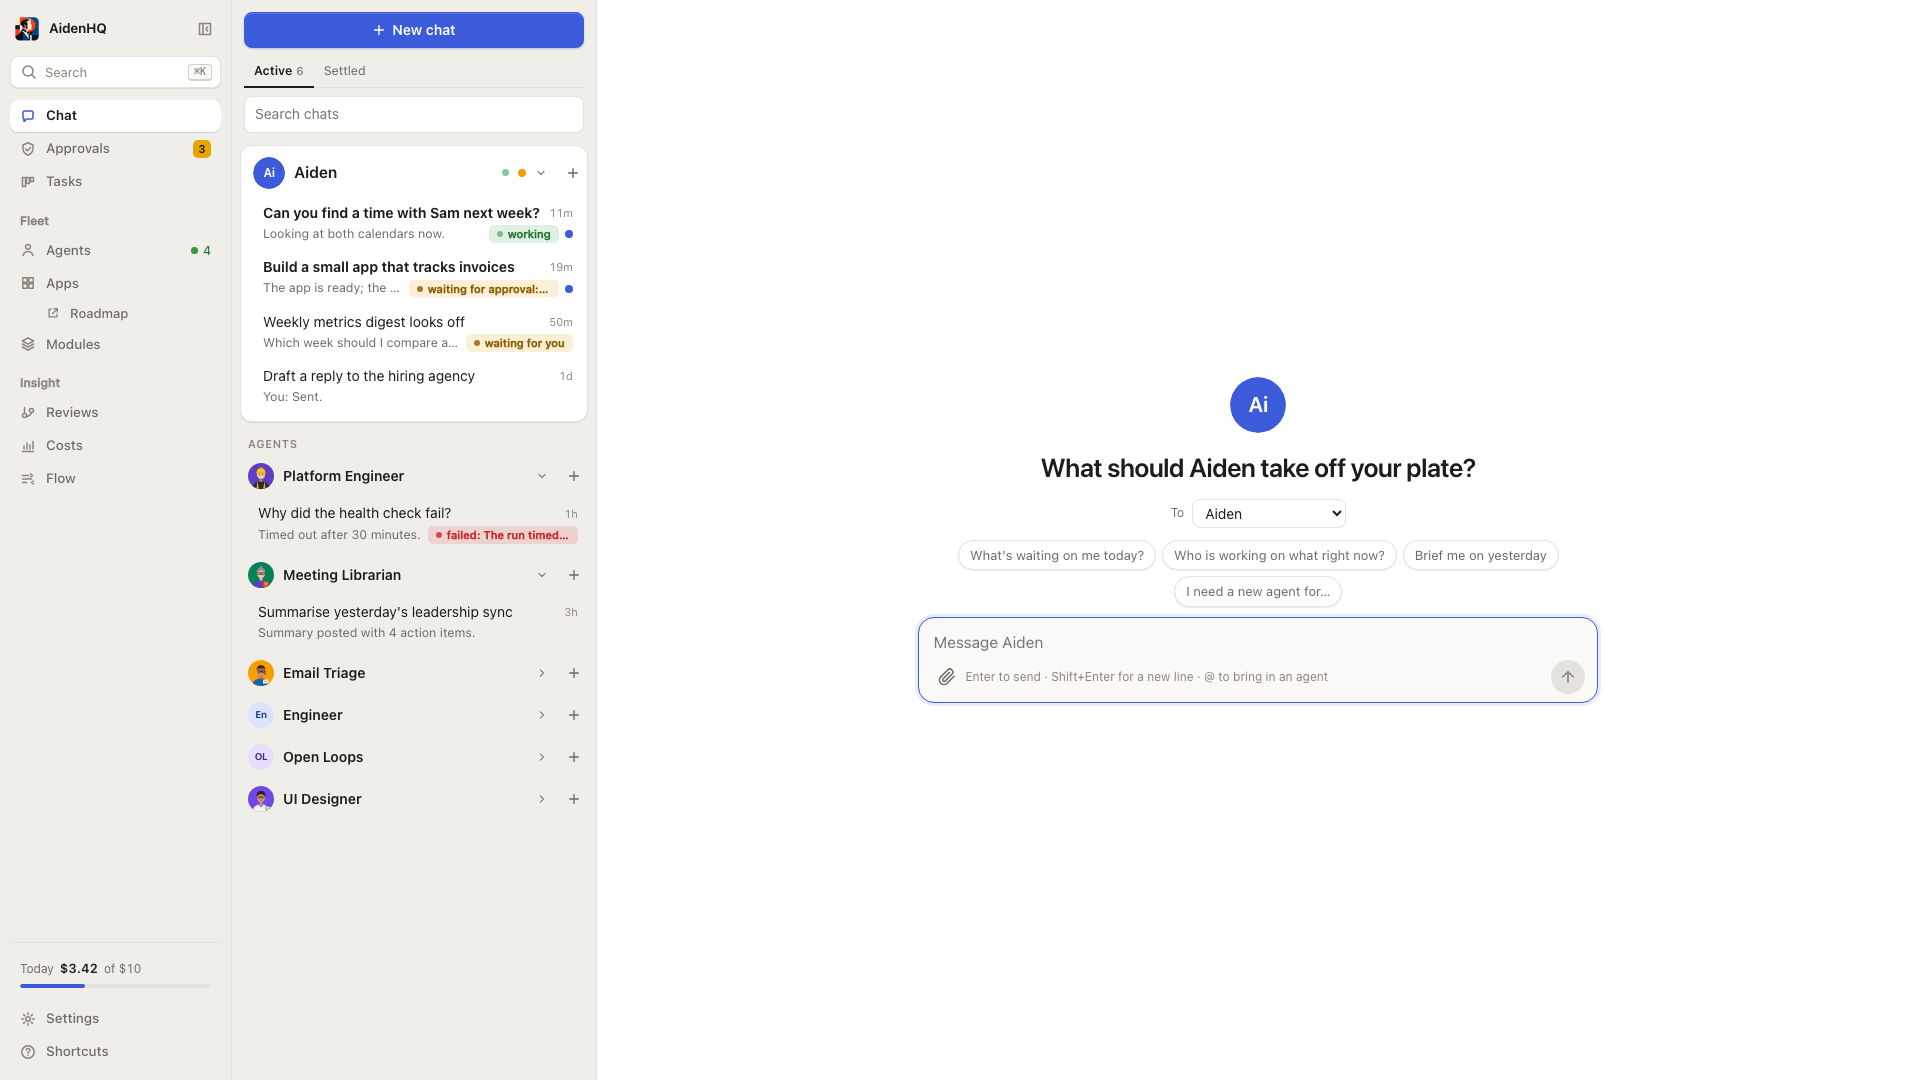 AidenHQ
Search ⌘K
Chat
Approvals 3
Tasks
Fleet
Agents 4
Apps
Roadmap
Modules
Insight
Reviews
Costs
Flow
Today $3.42 of $10
Settings
Shortcuts
New chat
Active 6 Settled
Search chats
Ai Aiden
Can you find a time with Sam next week? 11m
Looking at both calendars now. working
Build a small app that tracks invoices 19m
The app is ready; the ... waiting for approval:...
Weekly metrics digest looks off 50m
Which week should I compare a... waiting for you
Draft a reply to the hiring agency 1d
You: Sent.
AGENTS
Platform Engineer
Why did the health check fail? 1h
Timed out after 30 minutes. failed: The run timed...
Meeting Librarian
Summarise yesterday's leadership sync 3h
Summary posted with 4 action items.
Email Triage
En Engineer
OL Open Loops
UI Designer
Ai
What should Aiden take off your plate?
To Aiden
What's waiting on me today? Who is working on what right now? Brief me on yesterday
I need a new agent for...
Message Aiden
Enter to send · Shift+Enter for a new line · @ to bring in an agent